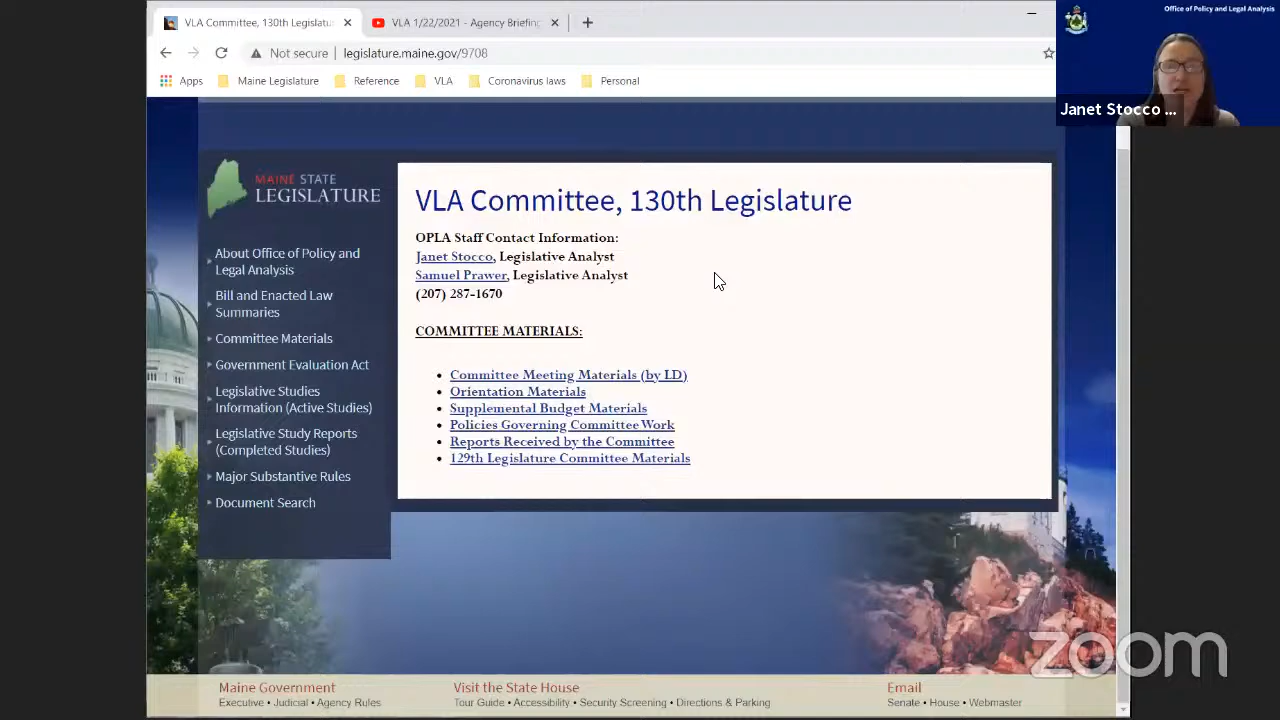 VLA Committee, 130th Legislatur
VLA 1/22/2021 - Agency Briefing
Office of Policy and Legal Analysis
Not secure | legislature.maine.gov/9708
Apps Maine Legislature Reference VLA Coronavirus laws Personal
Janet Stocco ...
MAINE STATE
LEGISLATURE
About Office of Policy and
Legal Analysis
Bill and Enacted Law
Summaries
Committee Materials
Government Evaluation Act
Legislative Studies
Information (Active Studies)
Legislative Study Reports
(Completed Studies)
Major Substantive Rules
Document Search
VLA Committee, 130th Legislature
OPLA Staff Contact Information:
Janet Stocco, Legislative Analyst
Samuel Prawer, Legislative Analyst
(207) 287-1670
COMMITTEE MATERIALS:
• Committee Meeting Materials (by LD)
• Orientation Materials
• Supplemental Budget Materials
• Policies Governing Committee Work
• Reports Received by the Committee
• 129th Legislature Committee Materials
zoom
Maine Government
Executive • Judicial • Agency Rules
Visit the State House
Tour Guide • Accessibility • Security Screening • Directions & Parking
Email
Senate • House • Webmaster